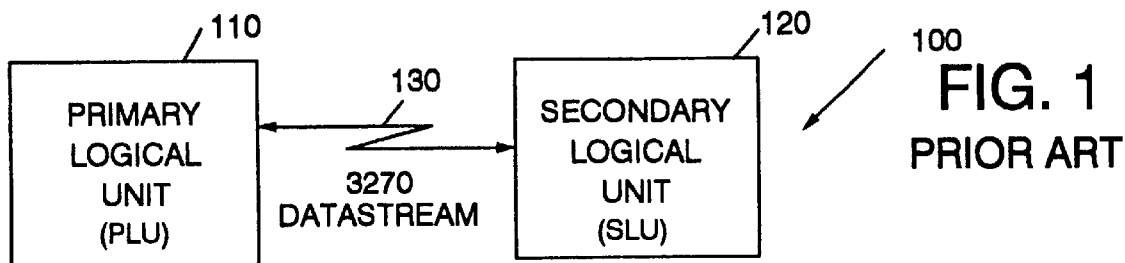 110
PRIMARY
LOGICAL
UNIT
(PLU)
130
3270
DATASTREAM
120
SECONDARY
LOGICAL
UNIT
(SLU)
100
FIG. 1
PRIOR ART